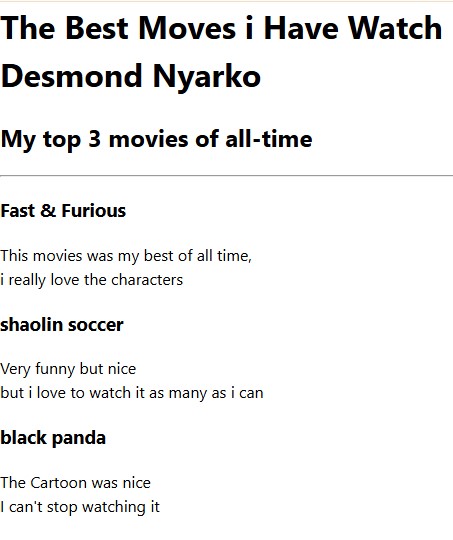 The Best Moves i Have Watch
Desmond Nyarko
My top 3 movies of all-time
Fast & Furious
This movies was my best of all time,
i really love the characters
shaolin soccer
Very funny but nice
but i love to watch it as many as i can
black panda
The Cartoon was nice
I can't stop watching it